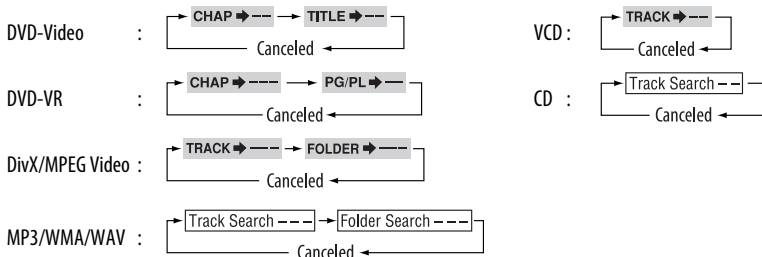 DVD-Video : CHAP ➡ -- TITLE ➡ --
Canceled
VCD : TRACK ➡ --
Canceled
DVD-VR : CHAP ➡ --- PG/PL ➡ --
Canceled
CD : Track Search --
Canceled
DivX/MPEG Video : TRACK ➡ --- FOLDER ➡ ---
Canceled
MP3/WMA/WAV : Track Search --- Folder Search ---
Canceled